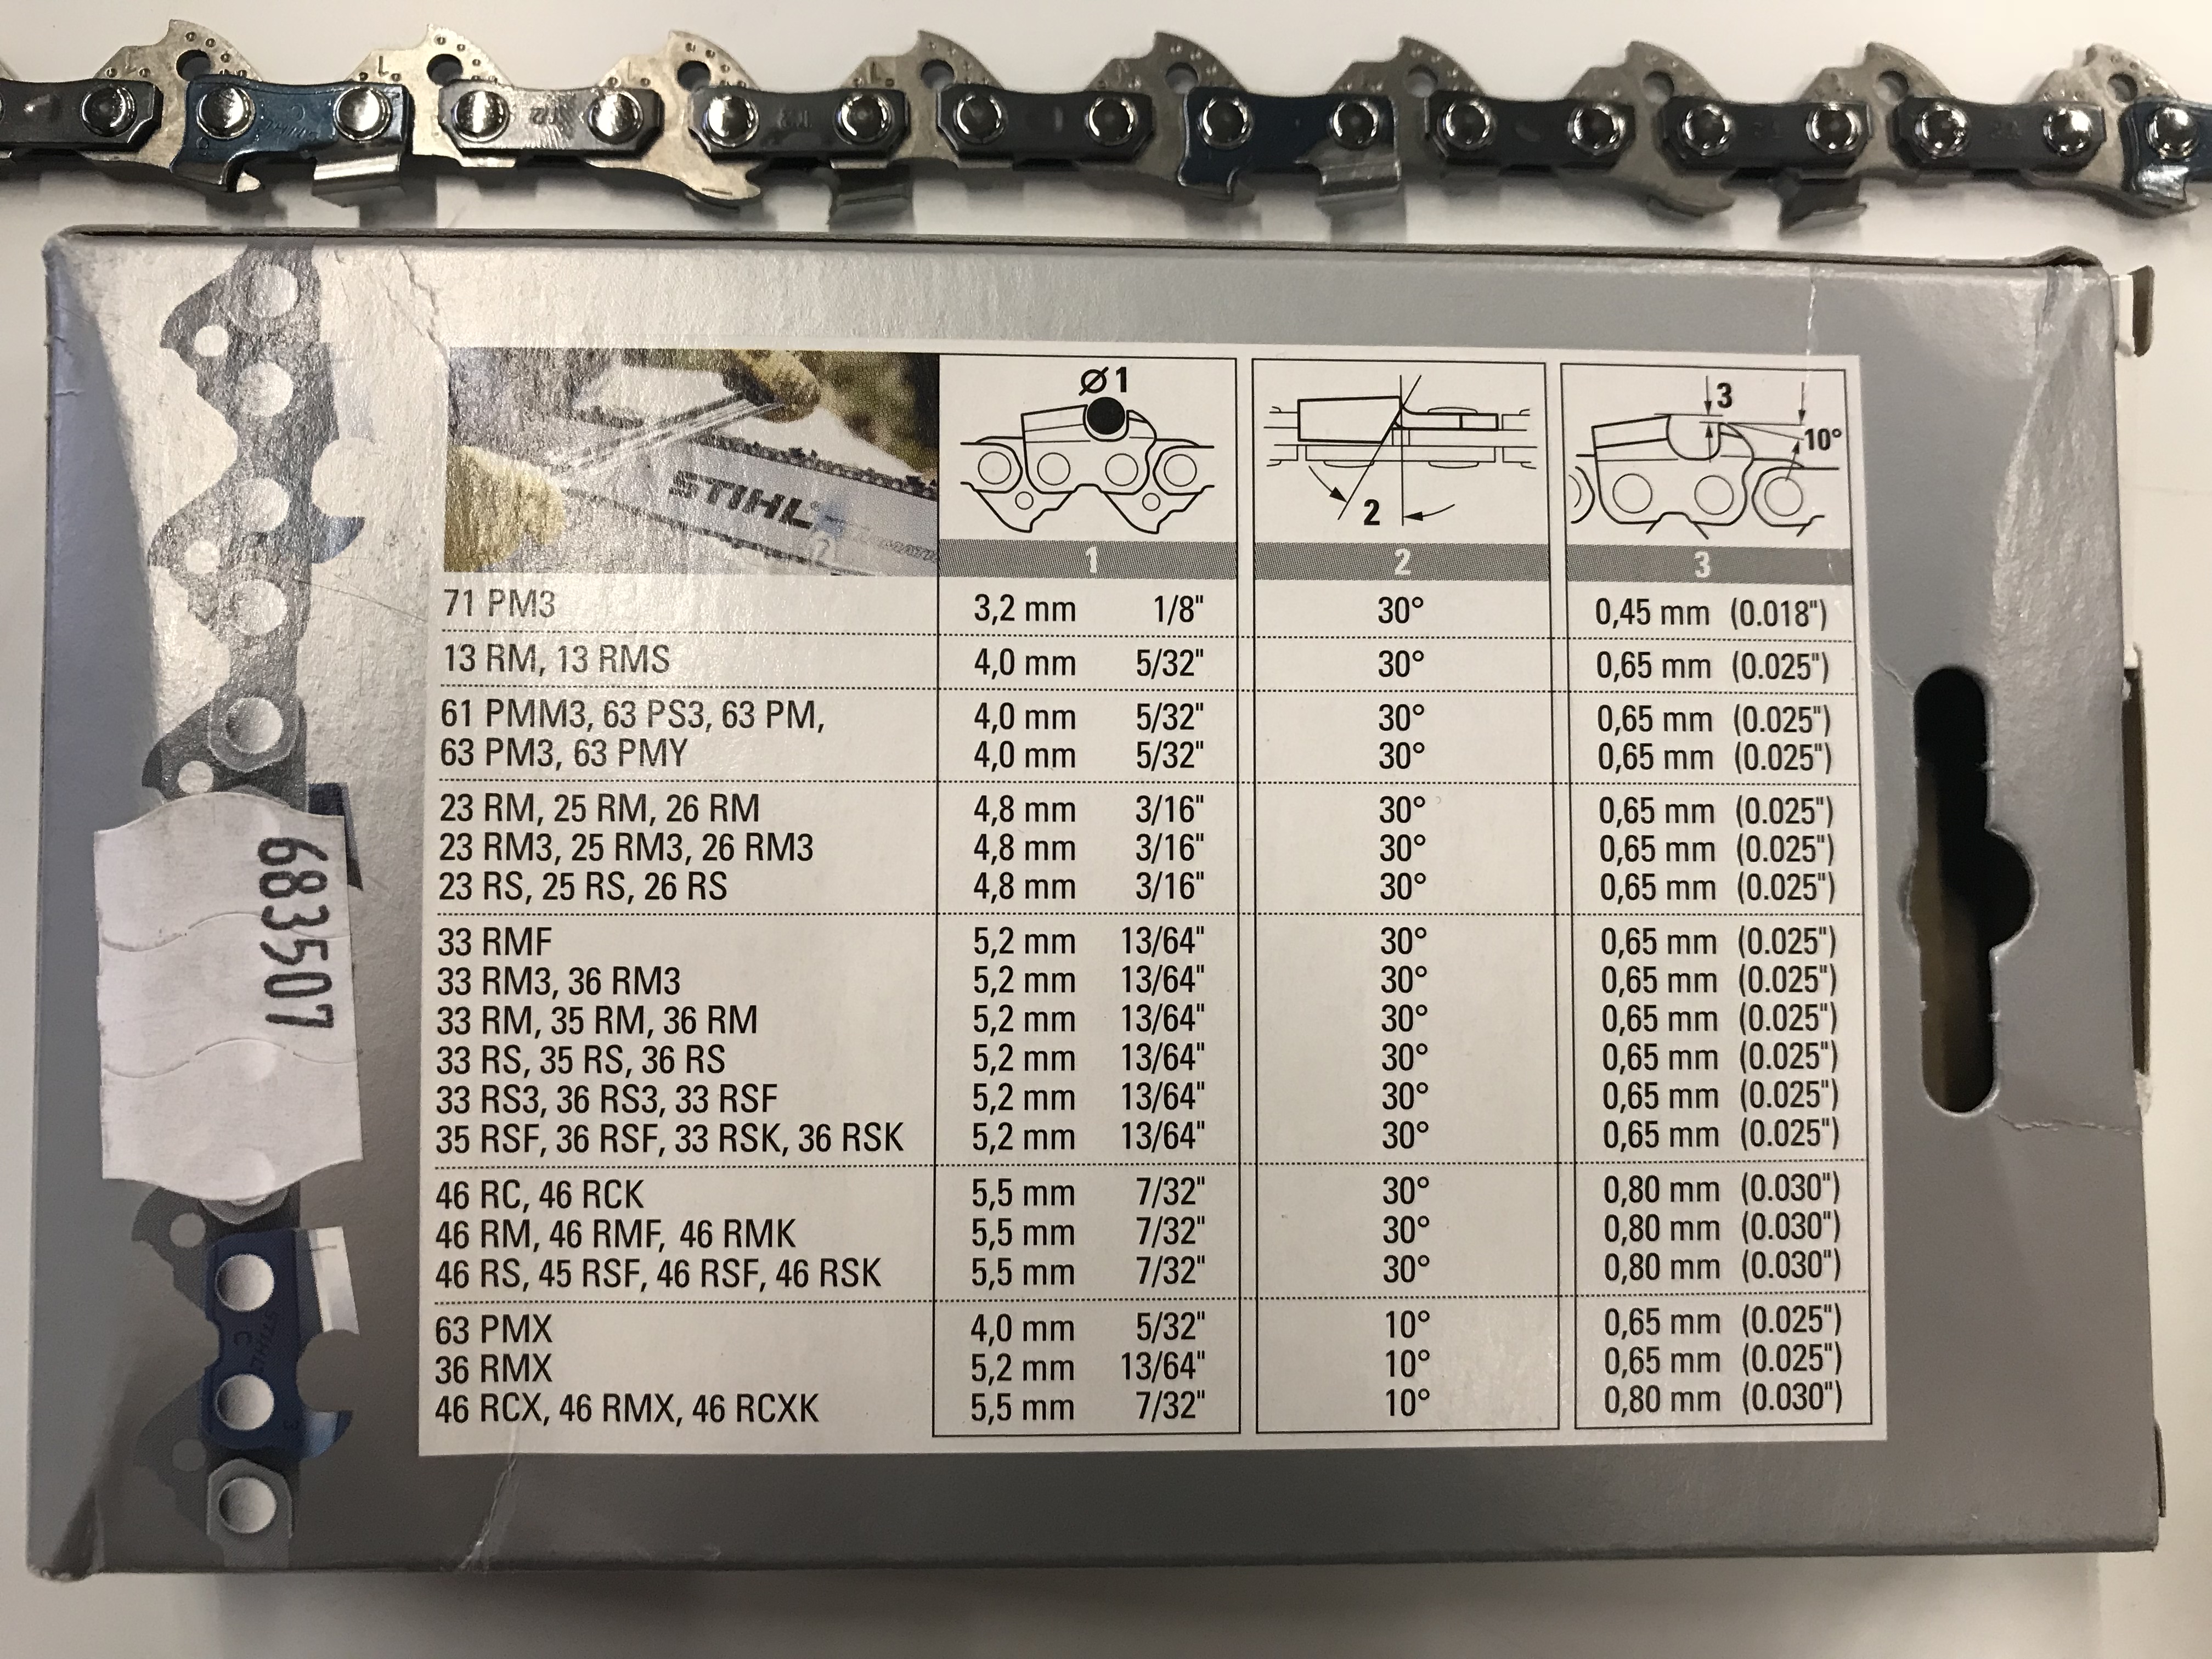 Ø 1
3
10°
2
STIHL
1 2 3
71 PM3 3,2 mm 1/8" 30° 0,45 mm (0.018")
13 RM, 13 RMS 4,0 mm 5/32" 30° 0,65 mm (0.025")
61 PMM3, 63 PS3, 63 PM, 4,0 mm 5/32" 30° 0,65 mm (0.025")
63 PM3, 63 PMY 4,0 mm 5/32" 30° 0,65 mm (0.025")
23 RM, 25 RM, 26 RM 4,8 mm 3/16" 30° 0,65 mm (0.025")
23 RM3, 25 RM3, 26 RM3 4,8 mm 3/16" 30° 0,65 mm (0.025")
23 RS, 25 RS, 26 RS 4,8 mm 3/16" 30° 0,65 mm (0.025")
33 RMF 5,2 mm 13/64" 30° 0,65 mm (0.025")
33 RM3, 36 RM3 5,2 mm 13/64" 30° 0,65 mm (0.025")
33 RM, 35 RM, 36 RM 5,2 mm 13/64" 30° 0,65 mm (0.025")
33 RS, 35 RS, 36 RS 5,2 mm 13/64" 30° 0,65 mm (0.025")
33 RS3, 36 RS3, 33 RSF 5,2 mm 13/64" 30° 0,65 mm (0.025")
35 RSF, 36 RSF, 33 RSK, 36 RSK 5,2 mm 13/64" 30° 0,65 mm (0.025")
46 RC, 46 RCK 5,5 mm 7/32" 30° 0,80 mm (0.030")
46 RM, 46 RMF, 46 RMK 5,5 mm 7/32" 30° 0,80 mm (0.030")
46 RS, 45 RSF, 46 RSF, 46 RSK 5,5 mm 7/32" 30° 0,80 mm (0.030")
63 PMX 4,0 mm 5/32" 10° 0,65 mm (0.025")
36 RMX 5,2 mm 13/64" 10° 0,65 mm (0.025")
46 RCX, 46 RMX, 46 RCXK 5,5 mm 7/32" 10° 0,80 mm (0.030")
683507